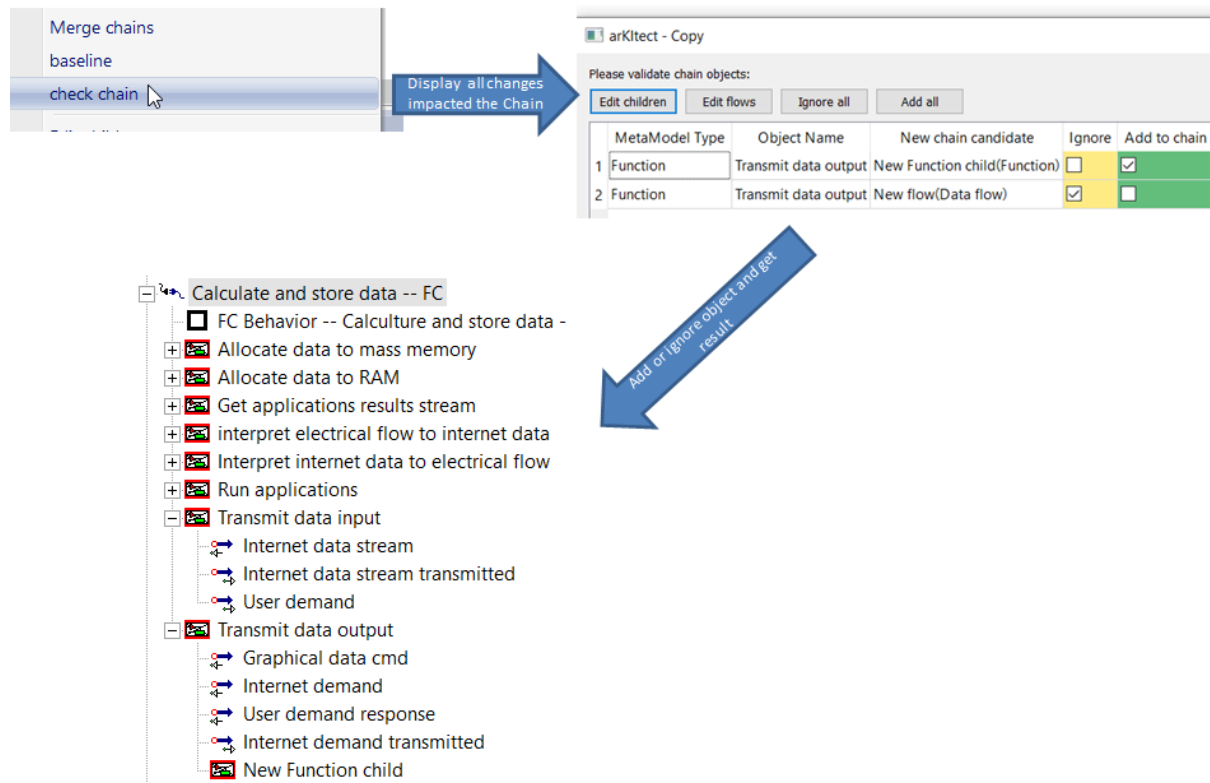 Merge chains
baseline
check chain
Display all changes
impacted the Chain
arKItect - Copy
Please validate chain objects:
Edit children Edit flows Ignore all Add all
MetaModel Type Object Name New chain candidate Ignore Add to chain
1 Function Transmit data output New Function child(Function)
2 Function Transmit data output New flow(Data flow)
Add or ignore object and get
result
Calculate and store data -- FC
FC Behavior -- Calculture and store data -
Allocate data to mass memory
Allocate data to RAM
Get applications results stream
interpret electrical flow to internet data
Interpret internet data to electrical flow
Run applications
Transmit data input
Internet data stream
Internet data stream transmitted
User demand
Transmit data output
Graphical data cmd
Internet demand
User demand response
Internet demand transmitted
New Function child